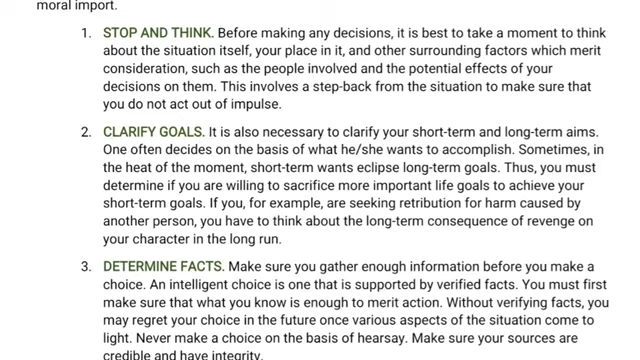 moral import.
1. STOP AND THINK. Before making any decisions, it is best to take a moment to think
about the situation itself, your place in it, and other surrounding factors which merit
consideration, such as the people involved and the potential effects of your
decisions on them. This involves a step-back from the situation to make sure that
you do not act out of impulse.
2. CLARIFY GOALS. It is also necessary to clarify your short-term and long-term aims.
One often decides on the basis of what he/she wants to accomplish. Sometimes, in
the heat of the moment, short-term wants eclipse long-term goals. Thus, you must
determine if you are willing to sacrifice more important life goals to achieve your
short-term goals. If you, for example, are seeking retribution for harm caused by
another person, you have to think about the long-term consequence of revenge on
your character in the long run.
3. DETERMINE FACTS. Make sure you gather enough information before you make a
choice. An intelligent choice is one that is supported by verified facts. You must first
make sure that what you know is enough to merit action. Without verifying facts, you
may regret your choice in the future once various aspects of the situation come to
light. Never make a choice on the basis of hearsay. Make sure your sources are
credible and have integrity.